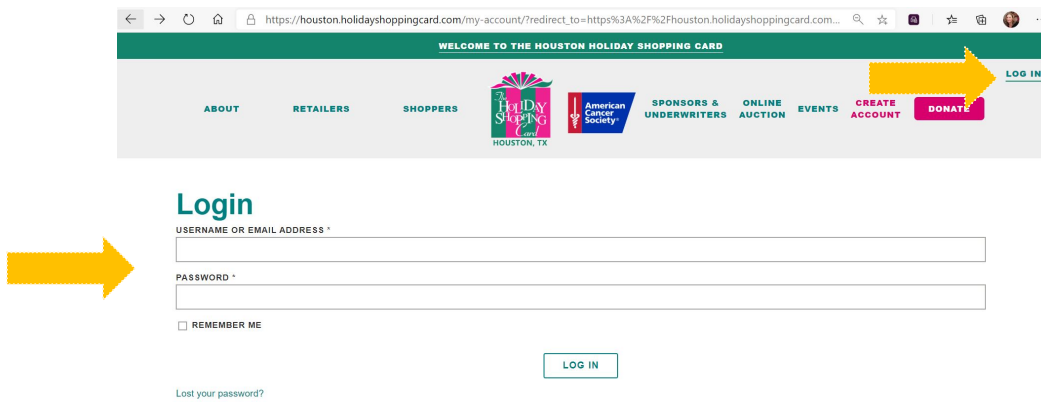 https://houston.holidayshoppingcard.com/my-account/?redirect_to=https%3A%2F%2Fhouston.holidayshoppingcard.com...
WELCOME TO THE HOUSTON HOLIDAY SHOPPING CARD
LOG IN
ABOUT
RETAILERS
SHOPPERS
The
HOLIDAY
SHOPPING
Card
HOUSTON, TX
American
Cancer
Society®
SPONSORS &
UNDERWRITERS
ONLINE
AUCTION
EVENTS
CREATE
ACCOUNT
DONATE
Login
USERNAME OR EMAIL ADDRESS *
PASSWORD *
REMEMBER ME
LOG IN
Lost your password?